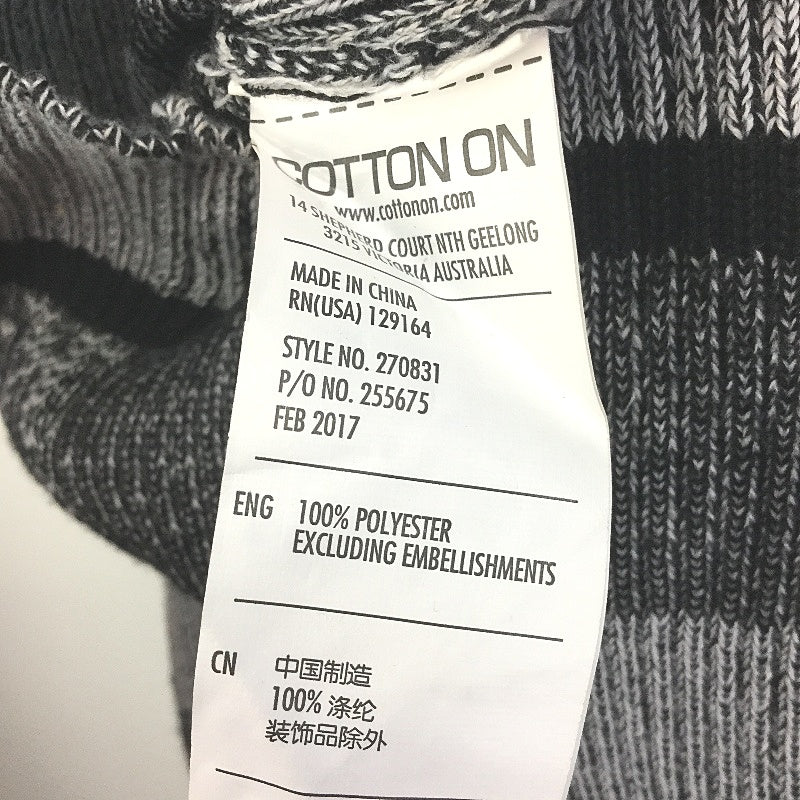 COTTON ON
www.cottonon.com
14 SHEPHERD COURT NTH GEELONG
3215 VICTORIA AUSTRALIA
MADE IN CHINA
RN(USA) 129164
STYLE NO. 270831
P/O NO. 255675
FEB 2017
ENG 100% POLYESTER
EXCLUDING EMBELLISHMENTS
CN 中国制造
100% 涤纶
装饰品除外